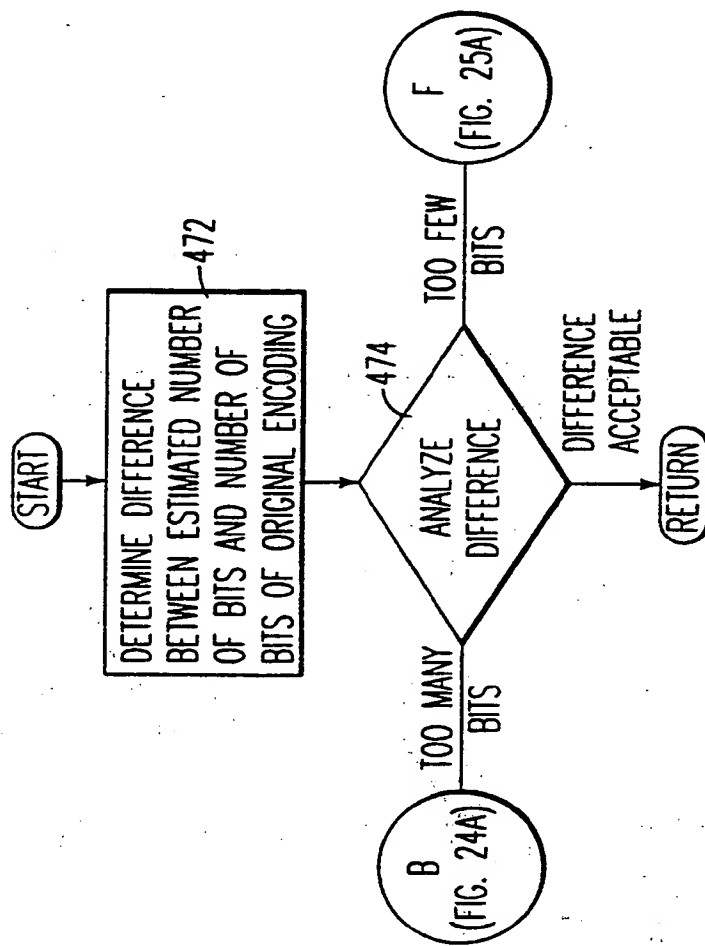 START
DETERMINE DIFFERENCE
BETWEEN ESTIMATED NUMBER
OF BITS AND NUMBER OF
BITS OF ORIGINAL ENCODING
472
474
ANALYZE
DIFFERENCE
TOO MANY
BITS
B
(FIG. 24A)
TOO FEW
BITS
F
(FIG. 25A)
DIFFERENCE
ACCEPTABLE
RETURN